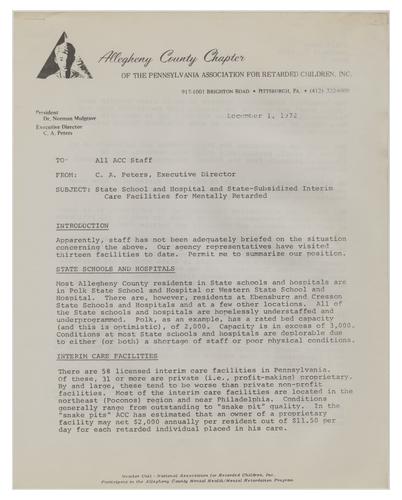 Allegheny County Chapter
OF THE PENNSYLVANIA ASSOCIATION FOR RETARDED CHILDREN, INC.
BRIGHTON ROAD • PITTSBURGH, PA. • (412)
President
Dr. Norman Mulgrave
Executive Director
C. A. Peters
December 1, 1972
TO- All ACC Staff
FROM: C. A. Peters, Executive Director
SUBJECT: State School and Hospital and State-Subsidized Interim
Care Facilities for Mentally Retarded
INTRODUCTION
Apparently, staff has not been adequately briefed on the situation
concerning the above. Our agency representatives have visited
thirteen facilities to date. Permit me to summarize our position.
STATE SCHOOLS AND HOSPITALS
Most Allegheny County residents in State schools and hospitals are
in Polk State School and Hospital or Western State School and
Hospital. There are, however, residents at Ebensburg and Cresson
State Schools and Hospitals and at a few other locations. All of
the State schools and hospitals are hopelessly understaffed and
underprogrammed. Polk, as an example, has a rated bed capacity
(and this is optimistic), of 2,000. Capacity is in excess of 3,000.
Conditions at most State schools and hospitals are deplorable due
to either (or both) a shortage of staff or poor physical conditions.
INTERIM CARE FACILITIES
There are 58 licensed interim care facilities in Pennsylvania.
Of these, 31 or more are private (i.e., profit-making) proprietary.
By and large, these tend to be worse than private non-profit
facilities. Most of the interim care facilities are located in the
northeast (Pocono) region and near Philadelphia. Conditions
generally range from outstanding to "snake pit" quality. In the
"snake pits" ACC has estimated that an owner of a proprietary
facility may net $2,000 annually per resident out of $11.50 per
day for each retarded individual placed in his care.
Member Unit - National Association for Retarded Children, Inc.
Participant in the Allegheny County Mental Health/Mental Retardation Program